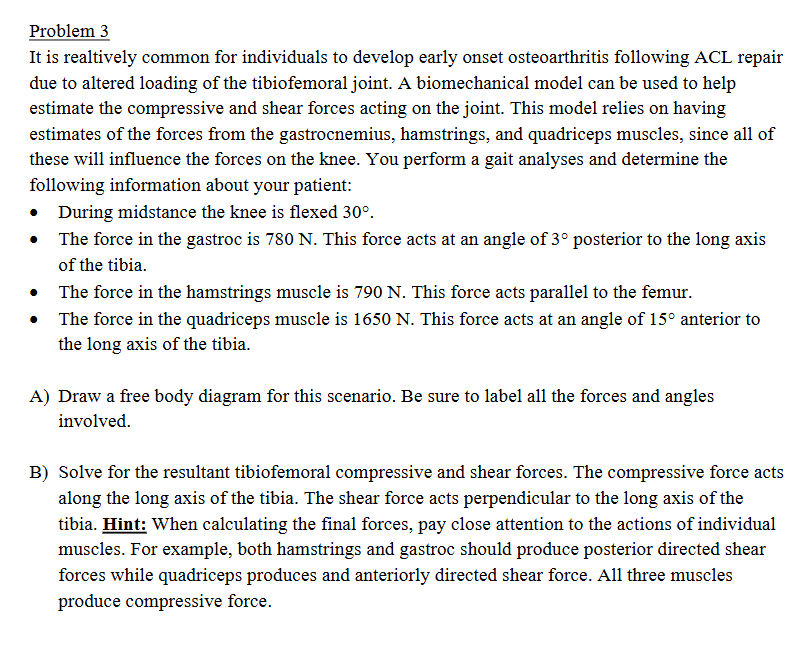 Problem 3
It is realtively common for individuals to develop early onset osteoarthritis following ACL repair
due to altered loading of the tibiofemoral joint. A biomechanical model can be used to help
estimate the compressive and shear forces acting on the joint. This model relies on having
estimates of the forces from the gastrocnemius, hamstrings, and quadriceps muscles, since all of
these will influence the forces on the knee. You perform a gait analyses and determine the
following information about your patient:
• During midstance the knee is flexed 30°.
• The force in the gastroc is 780 N. This force acts at an angle of 3° posterior to the long axis
of the tibia.
• The force in the hamstrings muscle is 790 N. This force acts parallel to the femur.
• The force in the quadriceps muscle is 1650 N. This force acts at an angle of 15° anterior to
the long axis of the tibia.
A) Draw a free body diagram for this scenario. Be sure to label all the forces and angles
involved.
B) Solve for the resultant tibiofemoral compressive and shear forces. The compressive force acts
along the long axis of the tibia. The shear force acts perpendicular to the long axis of the
tibia. Hint: When calculating the final forces, pay close attention to the actions of individual
muscles. For example, both hamstrings and gastroc should produce posterior directed shear
forces while quadriceps produces and anteriorly directed shear force. All three muscles
produce compressive force.